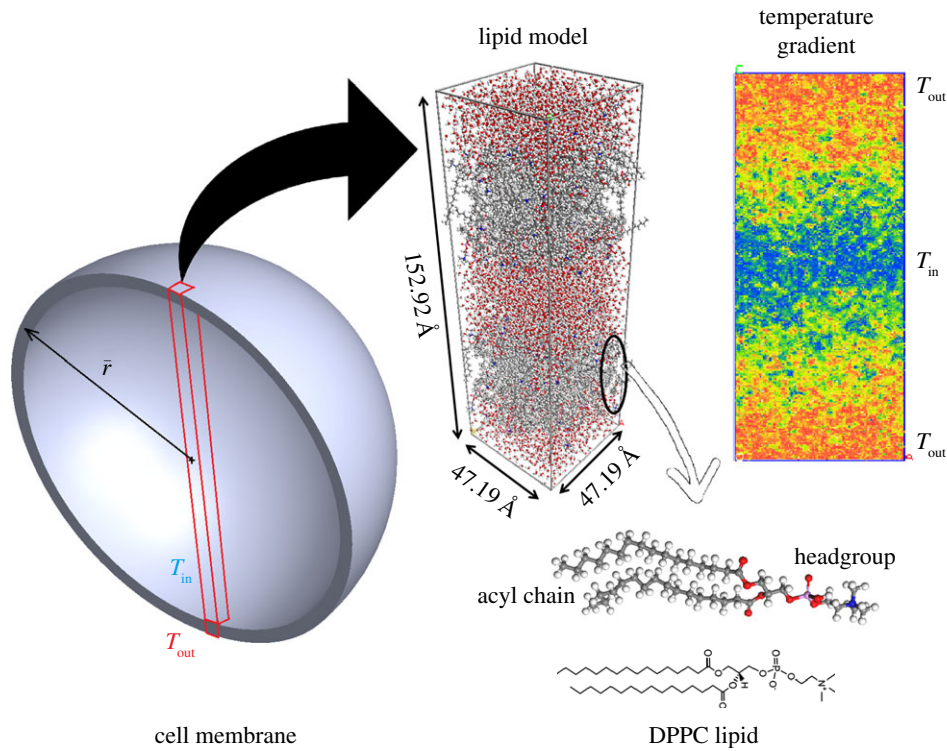 lipid model
temperature
gradient
T_out
T_in
T_out
152.92 Å
47.19 Å
47.19 Å
r̄
T_in
T_out
headgroup
acyl chain
O
O
O
P
O
O
O-
N+
O
H
O
cell membrane
DPPC lipid